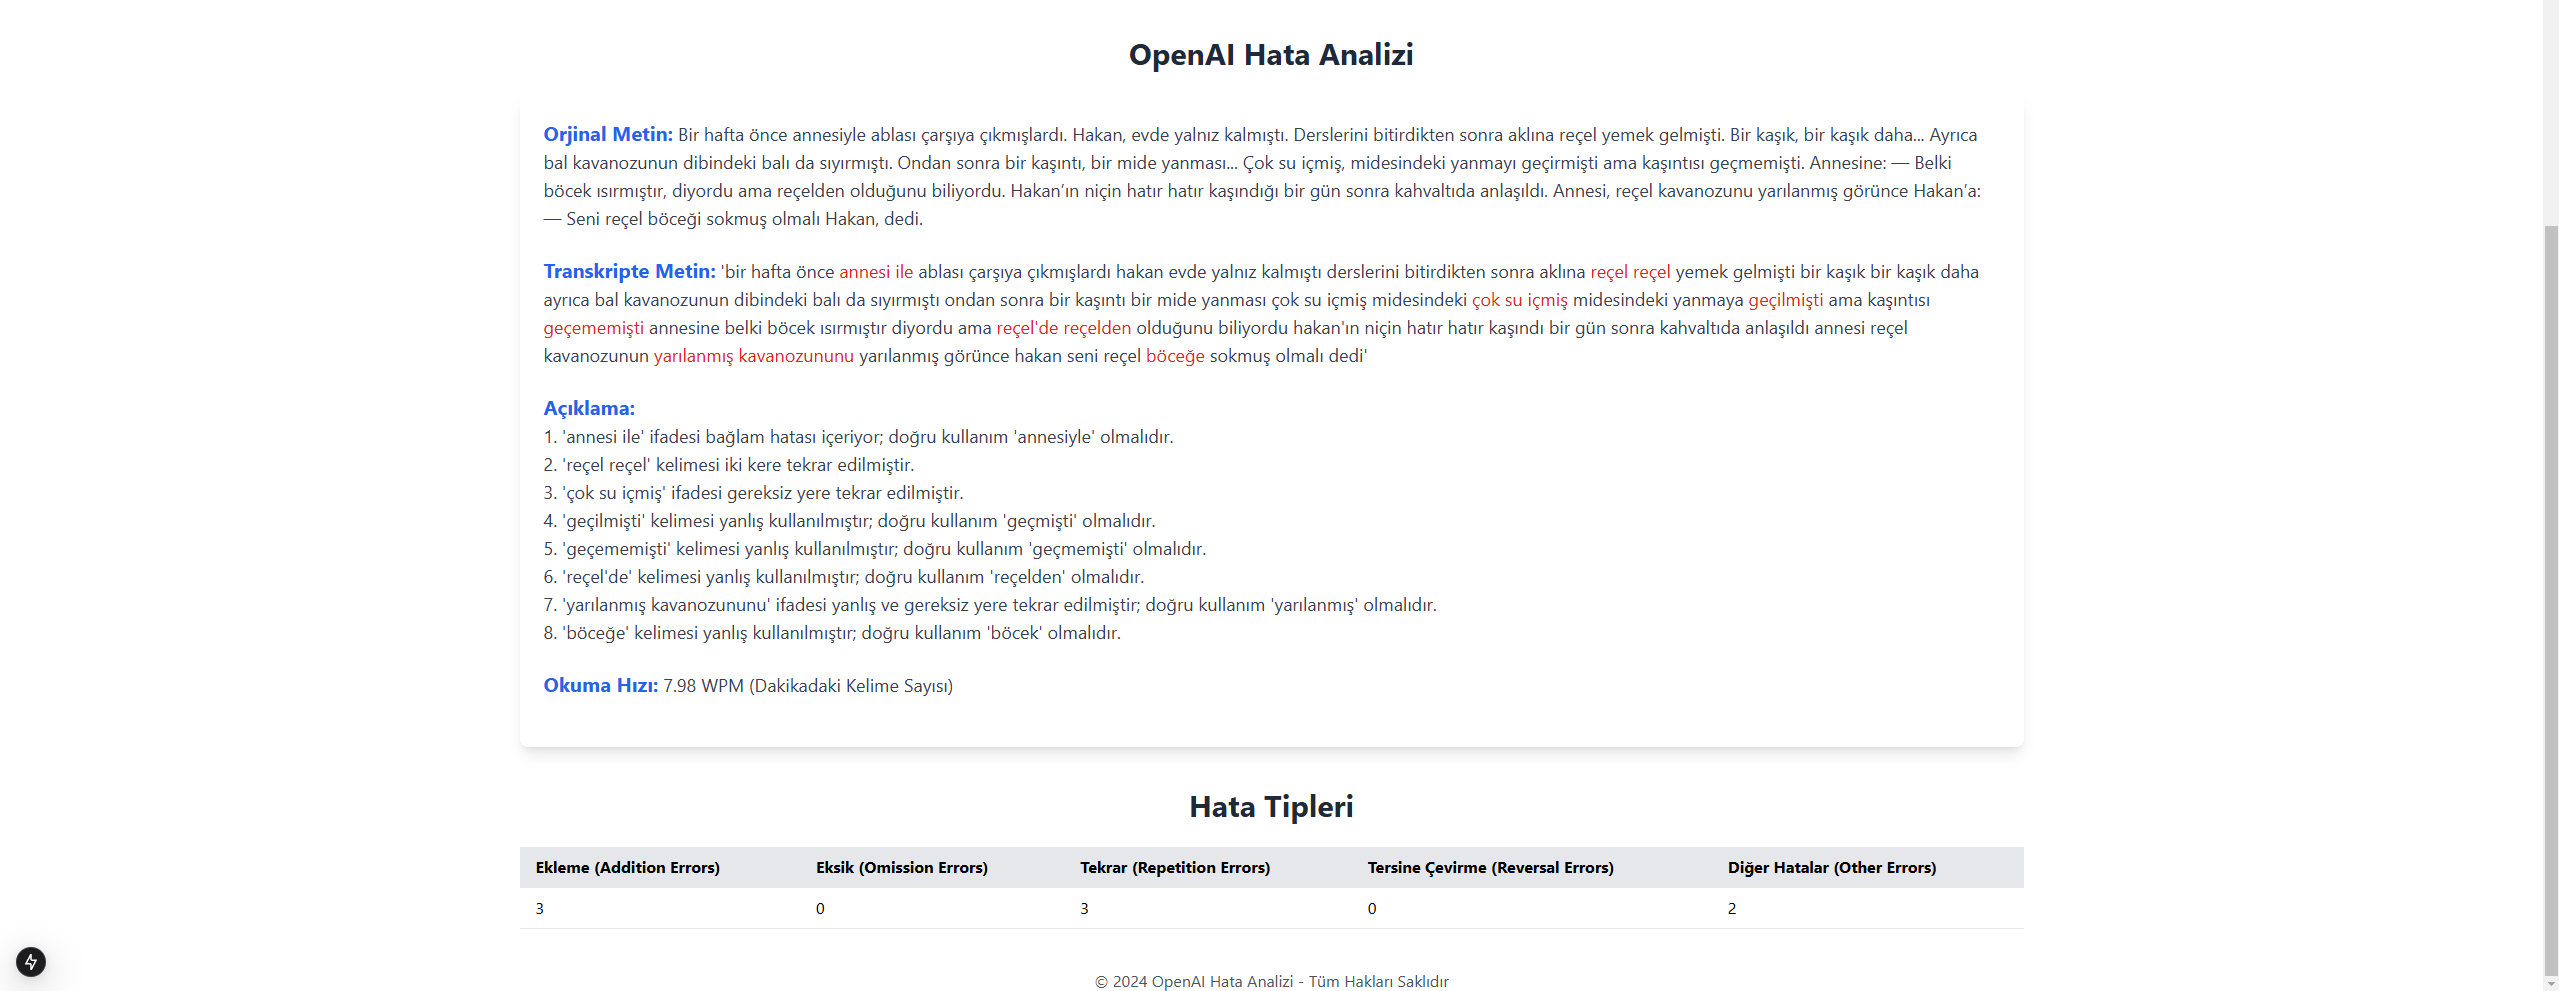 OpenAI Hata Analizi
Orjinal Metin: Bir hafta önce annesiyle ablası çarşıya çıkmışlardı. Hakan, evde yalnız kalmıştı. Derslerini bitirdikten sonra aklına reçel yemek gelmişti. Bir kaşık, bir kaşık daha... Ayrıca
bal kavanozunun dibindeki balı da sıyırmıştı. Ondan sonra bir kaşıntı, bir mide yanması... Çok su içmiş, midesindeki yanmayı geçirmişti ama kaşıntısı geçmemişti. Annesine: — Belki
böcek ısırmıştır, diyordu ama reçelden olduğunu biliyordu. Hakan’ın niçin hatır hatır kaşındığı bir gün sonra kahvaltıda anlaşıldı. Annesi, reçel kavanozunu yarılanmış görünce Hakan’a:
— Seni reçel böceği sokmuş olmalı Hakan, dedi.
Transkripte Metin: 'bir hafta önce annesi ile ablası çarşıya çıkmışlardı hakan evde yalnız kalmıştı derslerini bitirdikten sonra aklına reçel reçel yemek gelmişti bir kaşık bir kaşık daha
ayrıca bal kavanozunun dibindeki balı da sıyırmıştı ondan sonra bir kaşıntı bir mide yanması çok su içmiş midesindeki çok su içmiş midesindeki yanmaya geçilmişti ama kaşıntısı
geçememişti annesine belki böcek ısırmıştır diyordu ama reçel'de reçelden olduğunu biliyordu hakan'ın niçin hatır hatır kaşındı bir gün sonra kahvaltıda anlaşıldı annesi reçel
kavanozunun yarılanmış kavanozununu yarılanmış görünce hakan seni reçel böceğe sokmuş olmalı dedi'
Açıklama:
1. 'annesi ile' ifadesi bağlam hatası içeriyor; doğru kullanım 'annesiyle' olmalıdır.
2. 'reçel reçel' kelimesi iki kere tekrar edilmiştir.
3. 'çok su içmiş' ifadesi gereksiz yere tekrar edilmiştir.
4. 'geçilmişti' kelimesi yanlış kullanılmıştır; doğru kullanım 'geçmişti' olmalıdır.
5. 'geçememişti' kelimesi yanlış kullanılmıştır; doğru kullanım 'geçmemişti' olmalıdır.
6. 'reçel'de' kelimesi yanlış kullanılmıştır; doğru kullanım 'reçelden' olmalıdır.
7. 'yarılanmış kavanozununu' ifadesi yanlış ve gereksiz yere tekrar edilmiştir; doğru kullanım 'yarılanmış' olmalıdır.
8. 'böceğe' kelimesi yanlış kullanılmıştır; doğru kullanım 'böcek' olmalıdır.
Okuma Hızı: 7.98 WPM (Dakikadaki Kelime Sayısı)
Hata Tipleri
Ekleme (Addition Errors) Eksik (Omission Errors) Tekrar (Repetition Errors) Tersine Çevirme (Reversal Errors) Diğer Hatalar (Other Errors)
3 0 3 0 2
© 2024 OpenAI Hata Analizi - Tüm Hakları Saklıdır